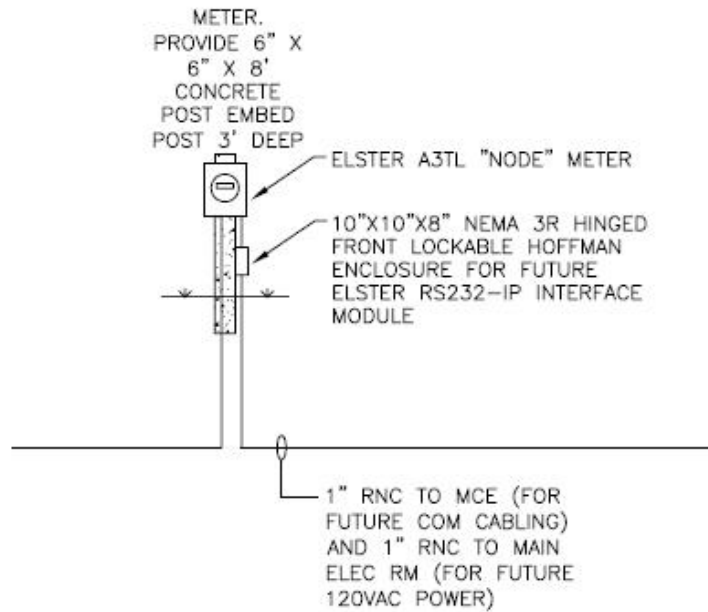 METER.
PROVIDE 6" X
6" X 8'
CONCRETE
POST EMBED
POST 3' DEEP
ELSTER A3TL "NODE" METER
10"X10"X8" NEMA 3R HINGED
FRONT LOCKABLE HOFFMAN
ENCLOSURE FOR FUTURE
ELSTER RS232-IP INTERFACE
MODULE
1" RNC TO MCE (FOR
FUTURE COM CABLING)
AND 1" RNC TO MAIN
ELEC RM (FOR FUTURE
120VAC POWER)